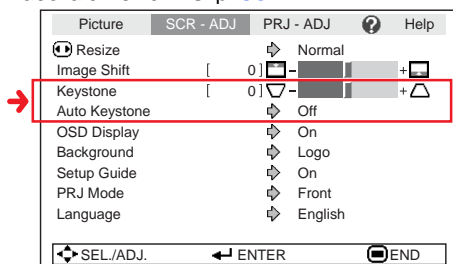 Picture SCR - ADJ PRJ - ADJ ? Help
Resize Normal
Image Shift [ 0 ] - +
Keystone [ 0 ] - +
Auto Keystone Off
OSD Display On
Background Logo
Setup Guide On
PRJ Mode Front
Language English
SEL./ADJ. ENTER END